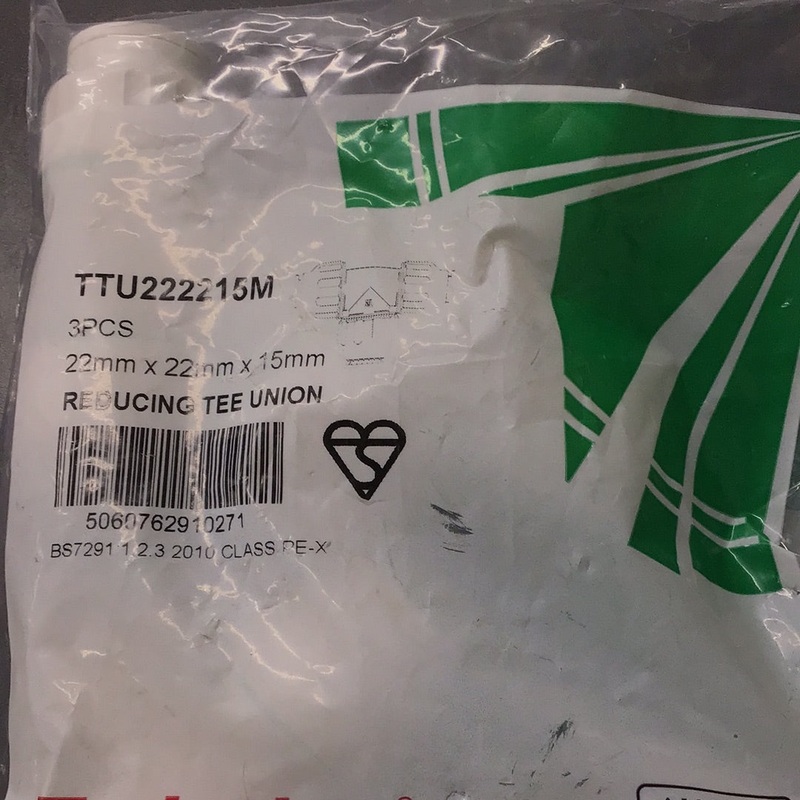 TTU222215M
3PCS
22mm x 22mm x 15mm
REDUCING TEE UNION
5060762910271
BS7291 1.2.3 2010 CLASS PE-X